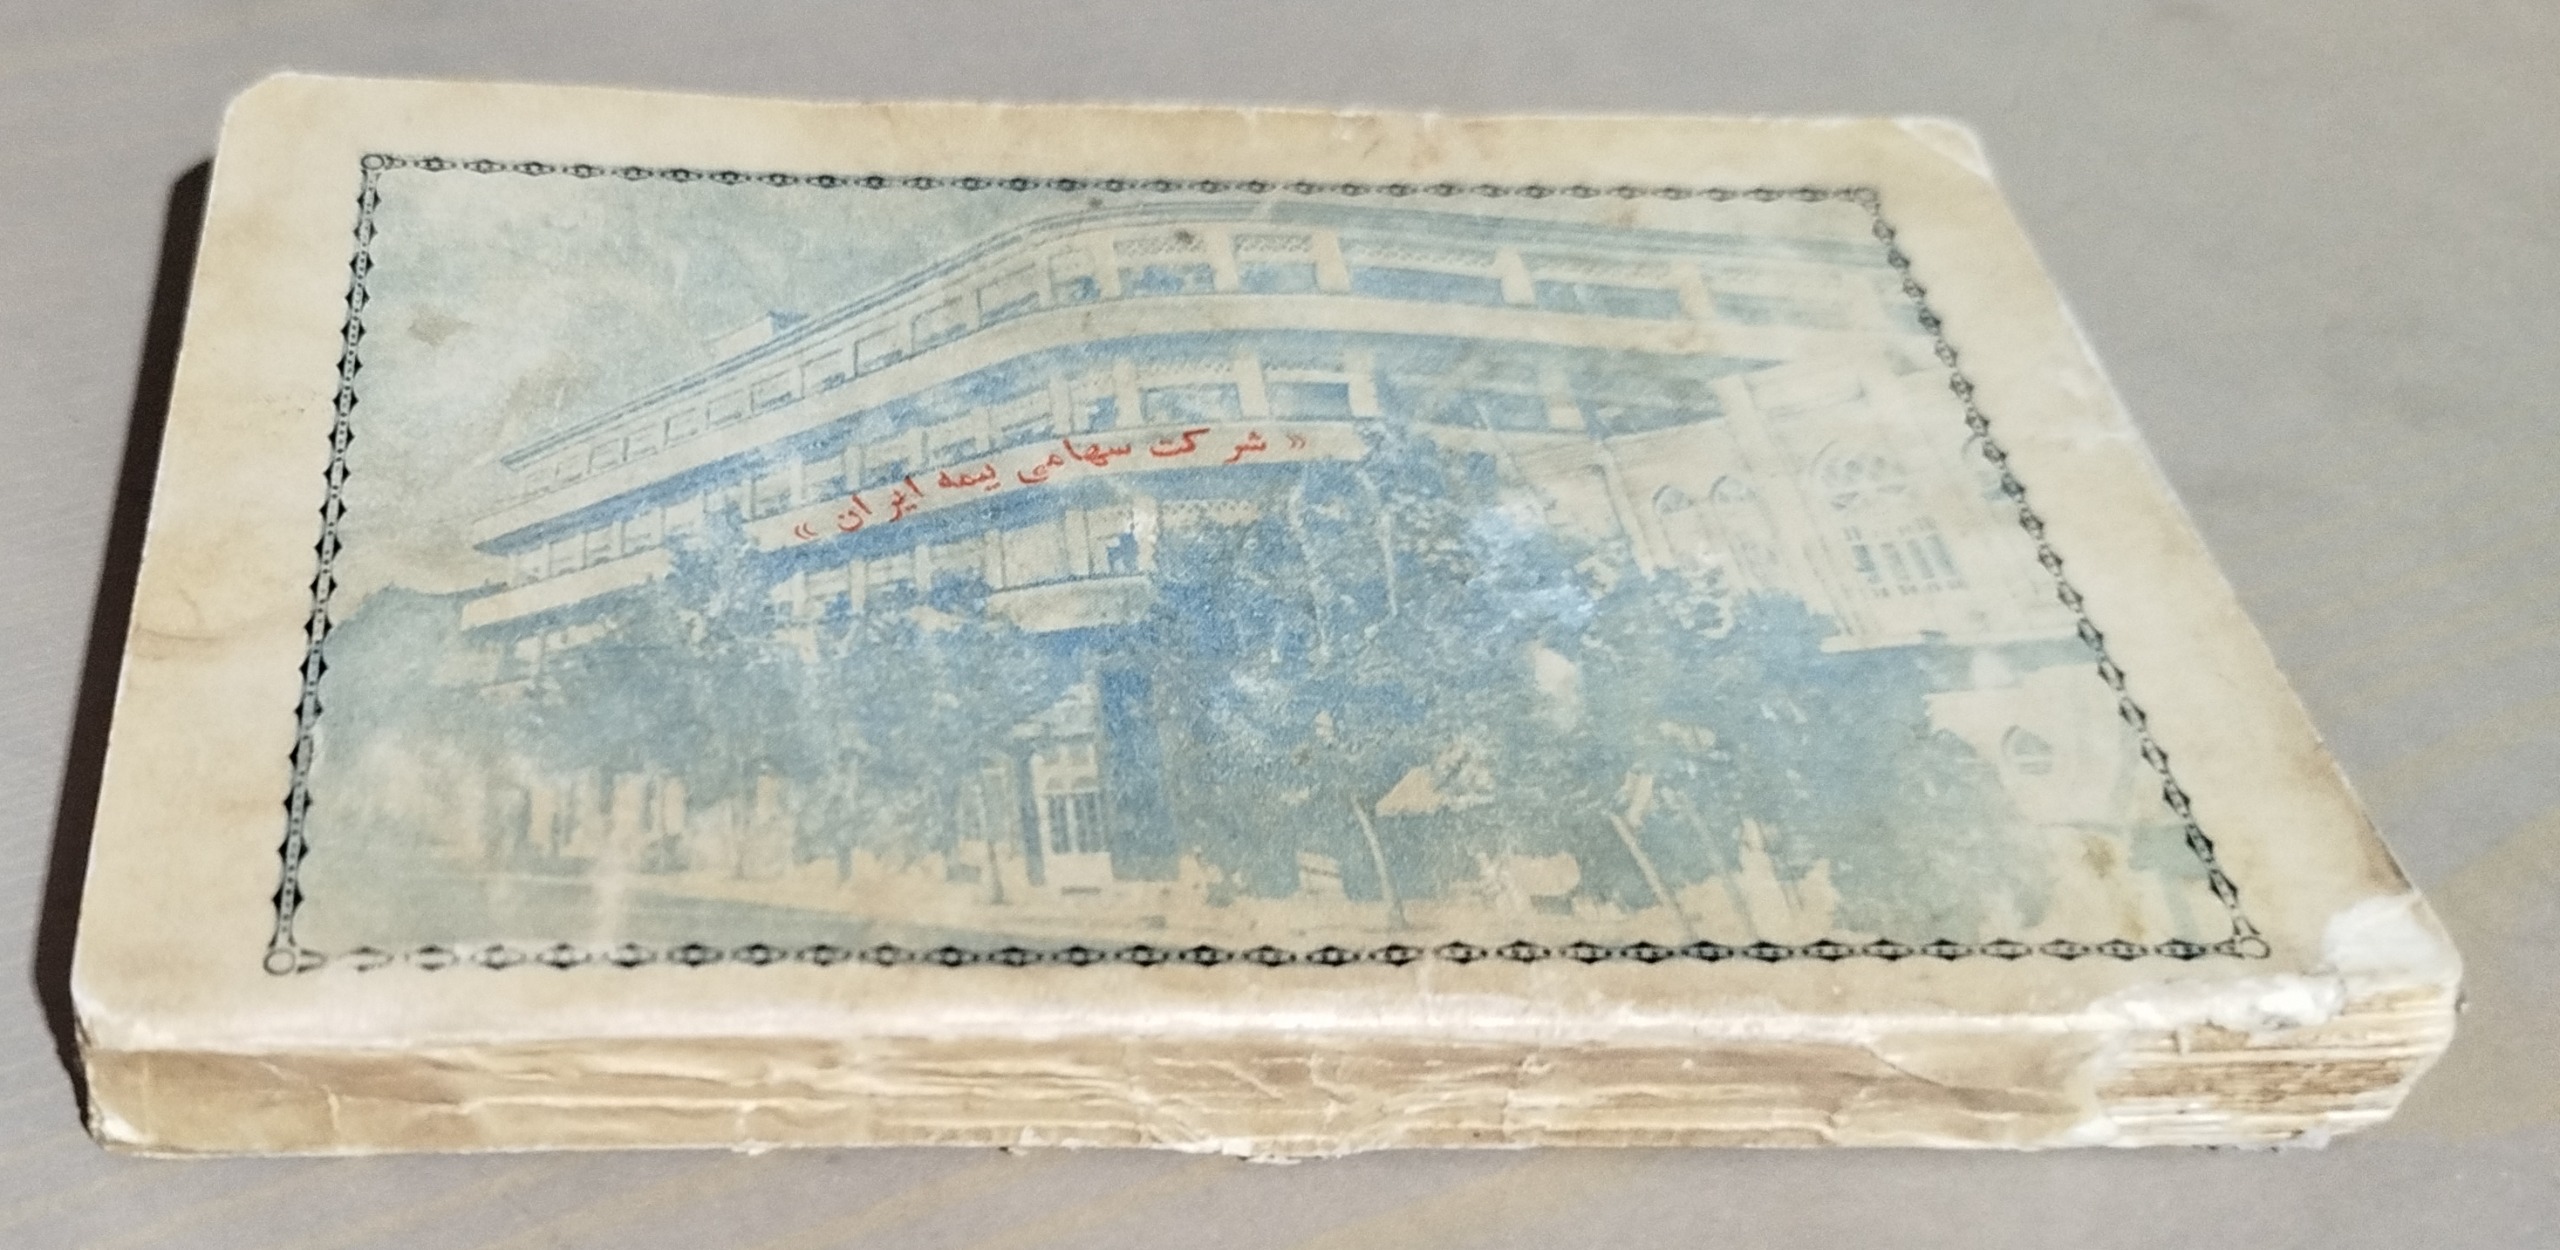 « شرکت سهامی بیمه ایران »